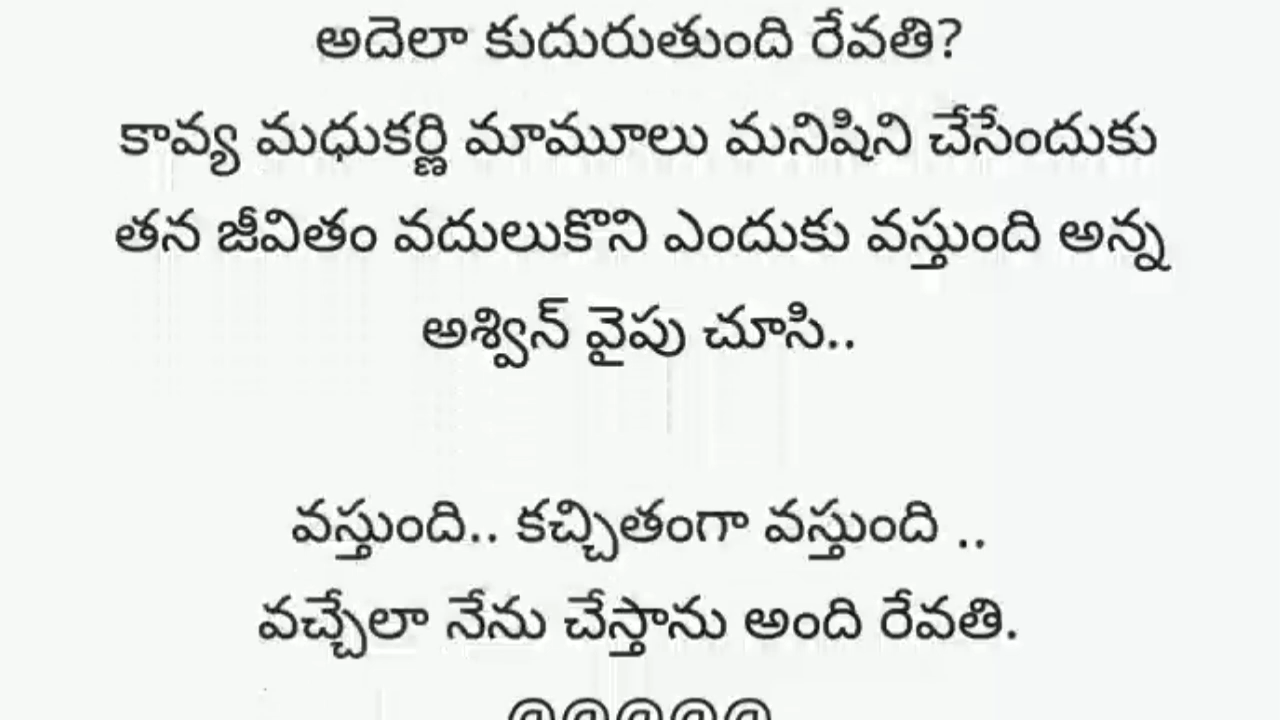 అదెలా కుదురుతుంది రేవతి?
కావ్య మధుకర్ణి మామూలు మనిషిని చేసేందుకు
తన జీవితం వదులుకొని ఎందుకు వస్తుంది అన్న
అశ్విన్ వైపు చూసి..
వస్తుంది.. కచ్చితంగా వస్తుంది ..
వచ్చేలా నేను చేస్తాను అంది రేవతి.
@@@@@